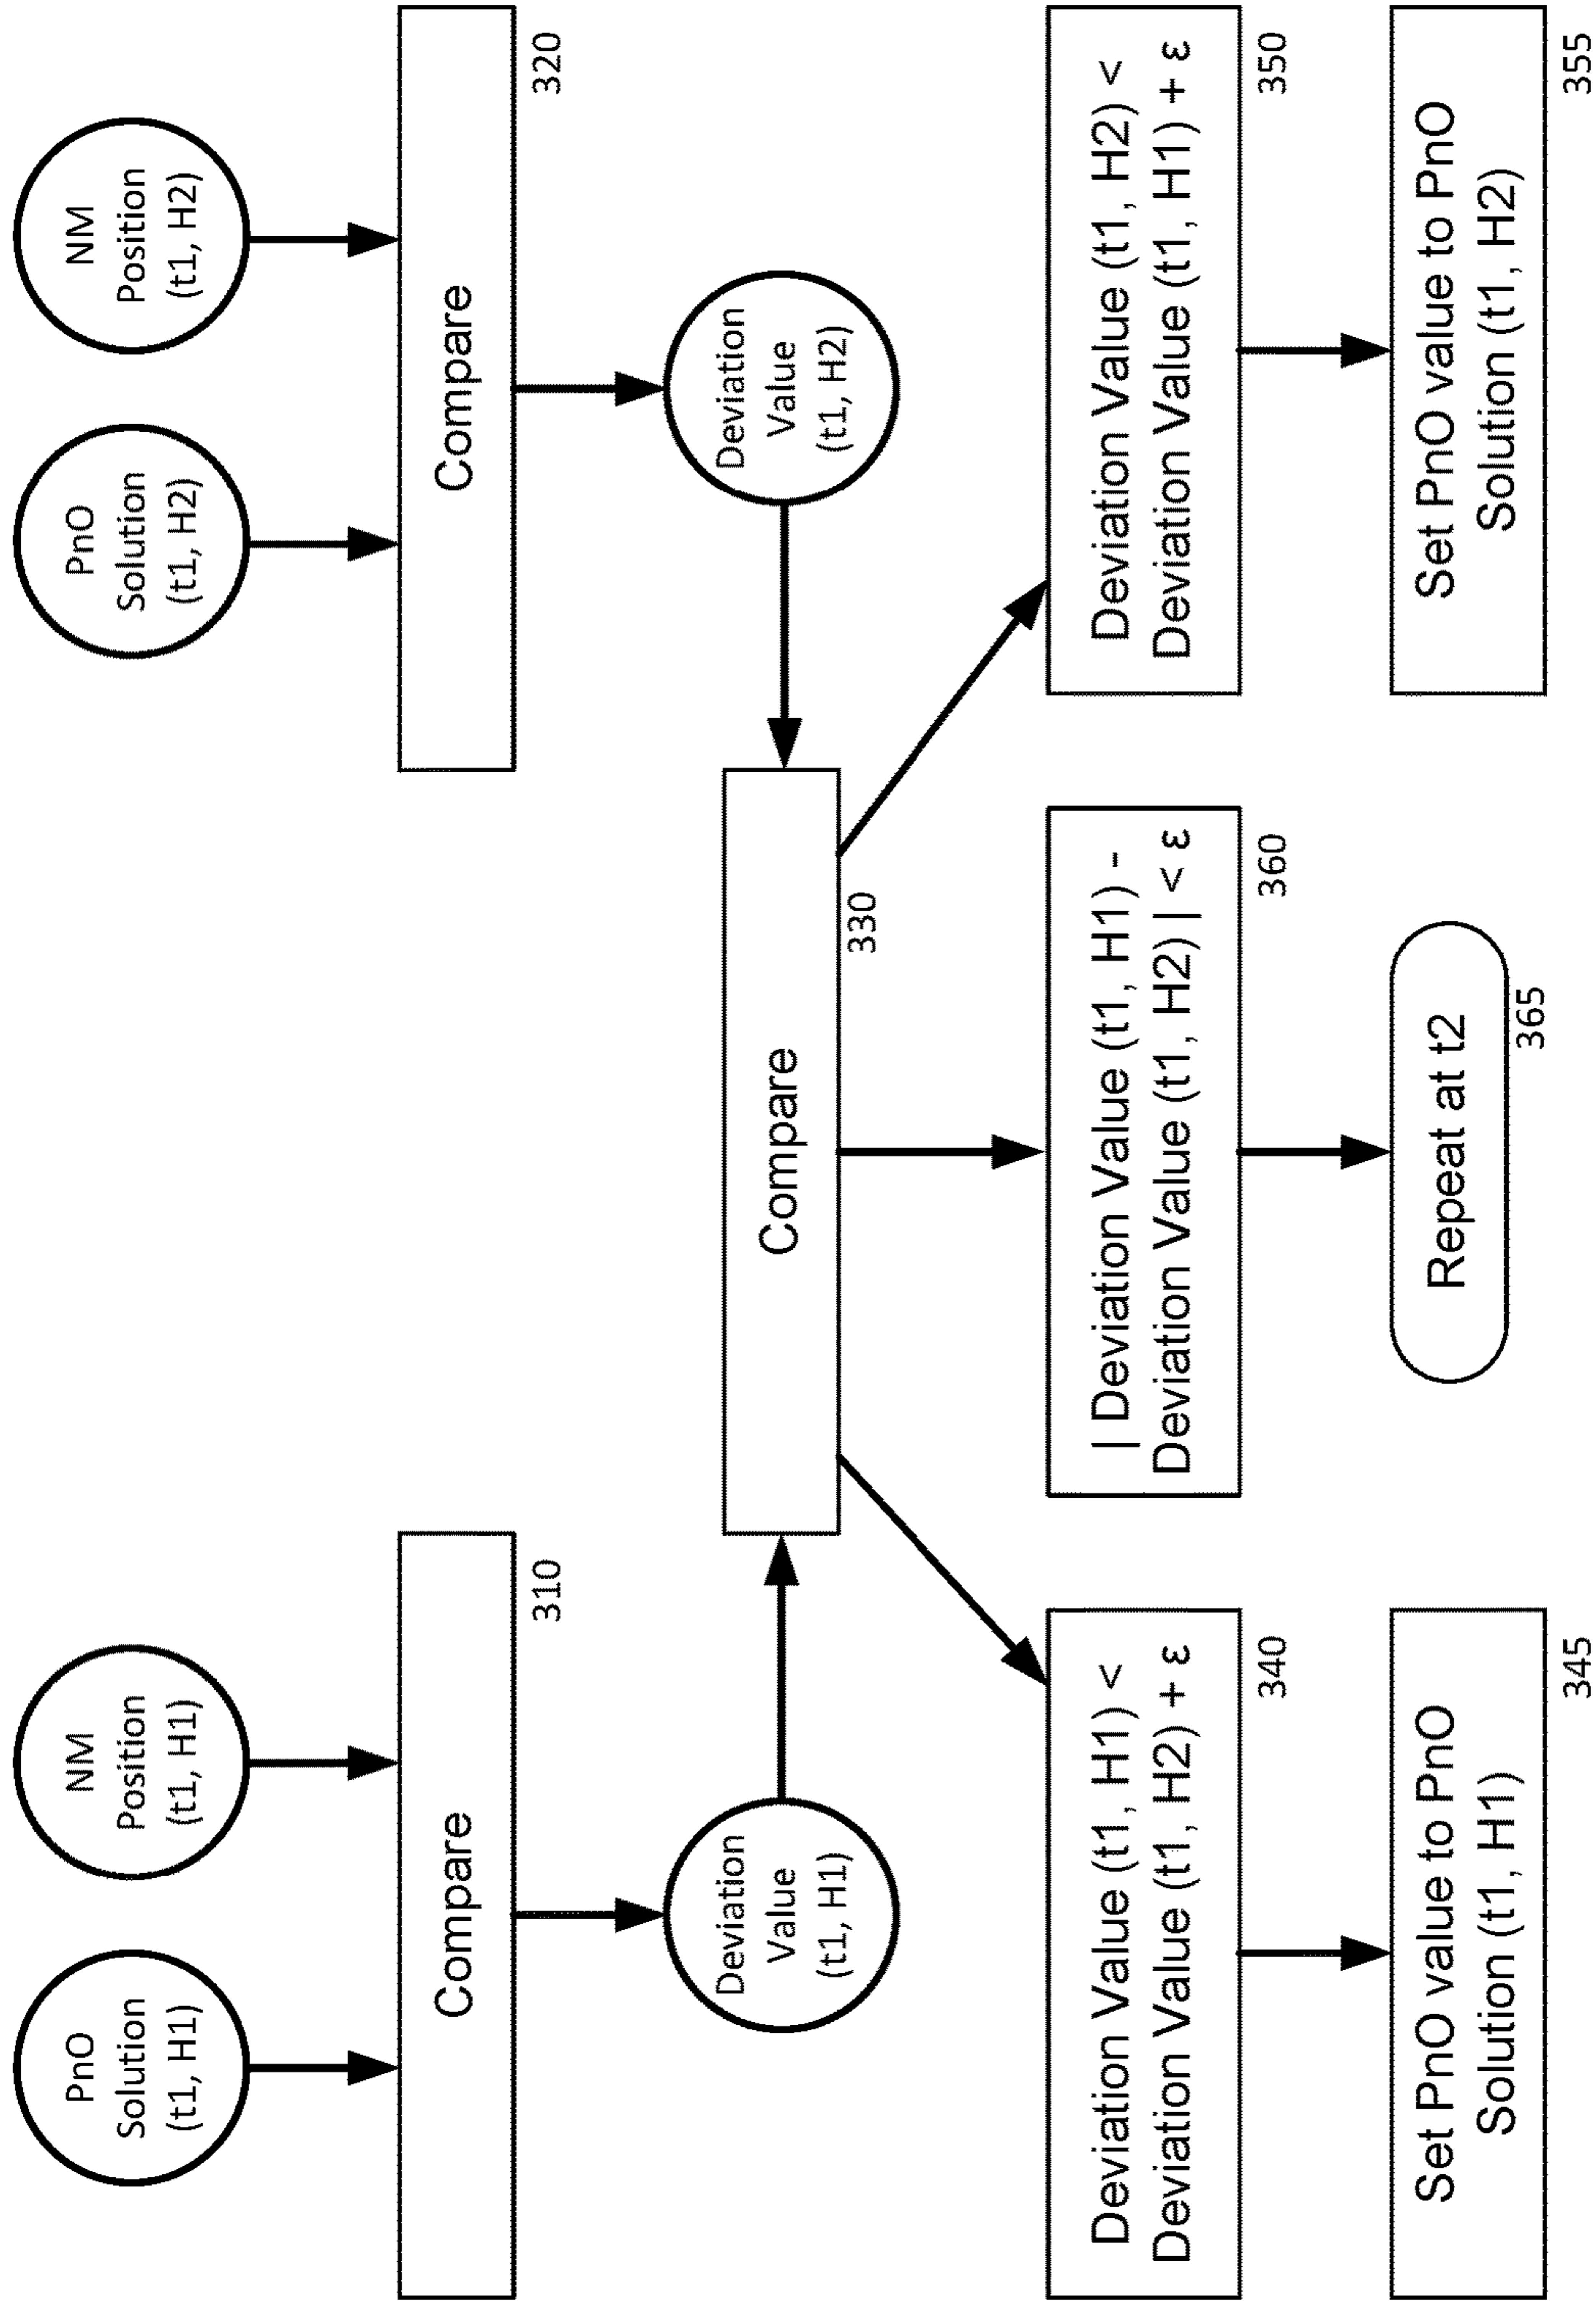 PnO
Solution
(t1, H1)
NM
Position
(t1, H1)
PnO
Solution
(t1, H2)
NM
Position
(t1, H2)
Compare
310
Compare
320
Deviation
Value
(t1, H1)
Compare
330
Deviation
Value
(t1, H2)
Deviation Value (t1, H1) <
Deviation Value (t1, H2) + ε
340
| Deviation Value (t1, H1) -
Deviation Value (t1, H2) | < ε
360
Deviation Value (t1, H2) <
Deviation Value (t1, H1) + ε
350
Set PnO value to PnO
Solution (t1, H1)
345
Repeat at t2
365
Set PnO value to PnO
Solution (t1, H2)
355